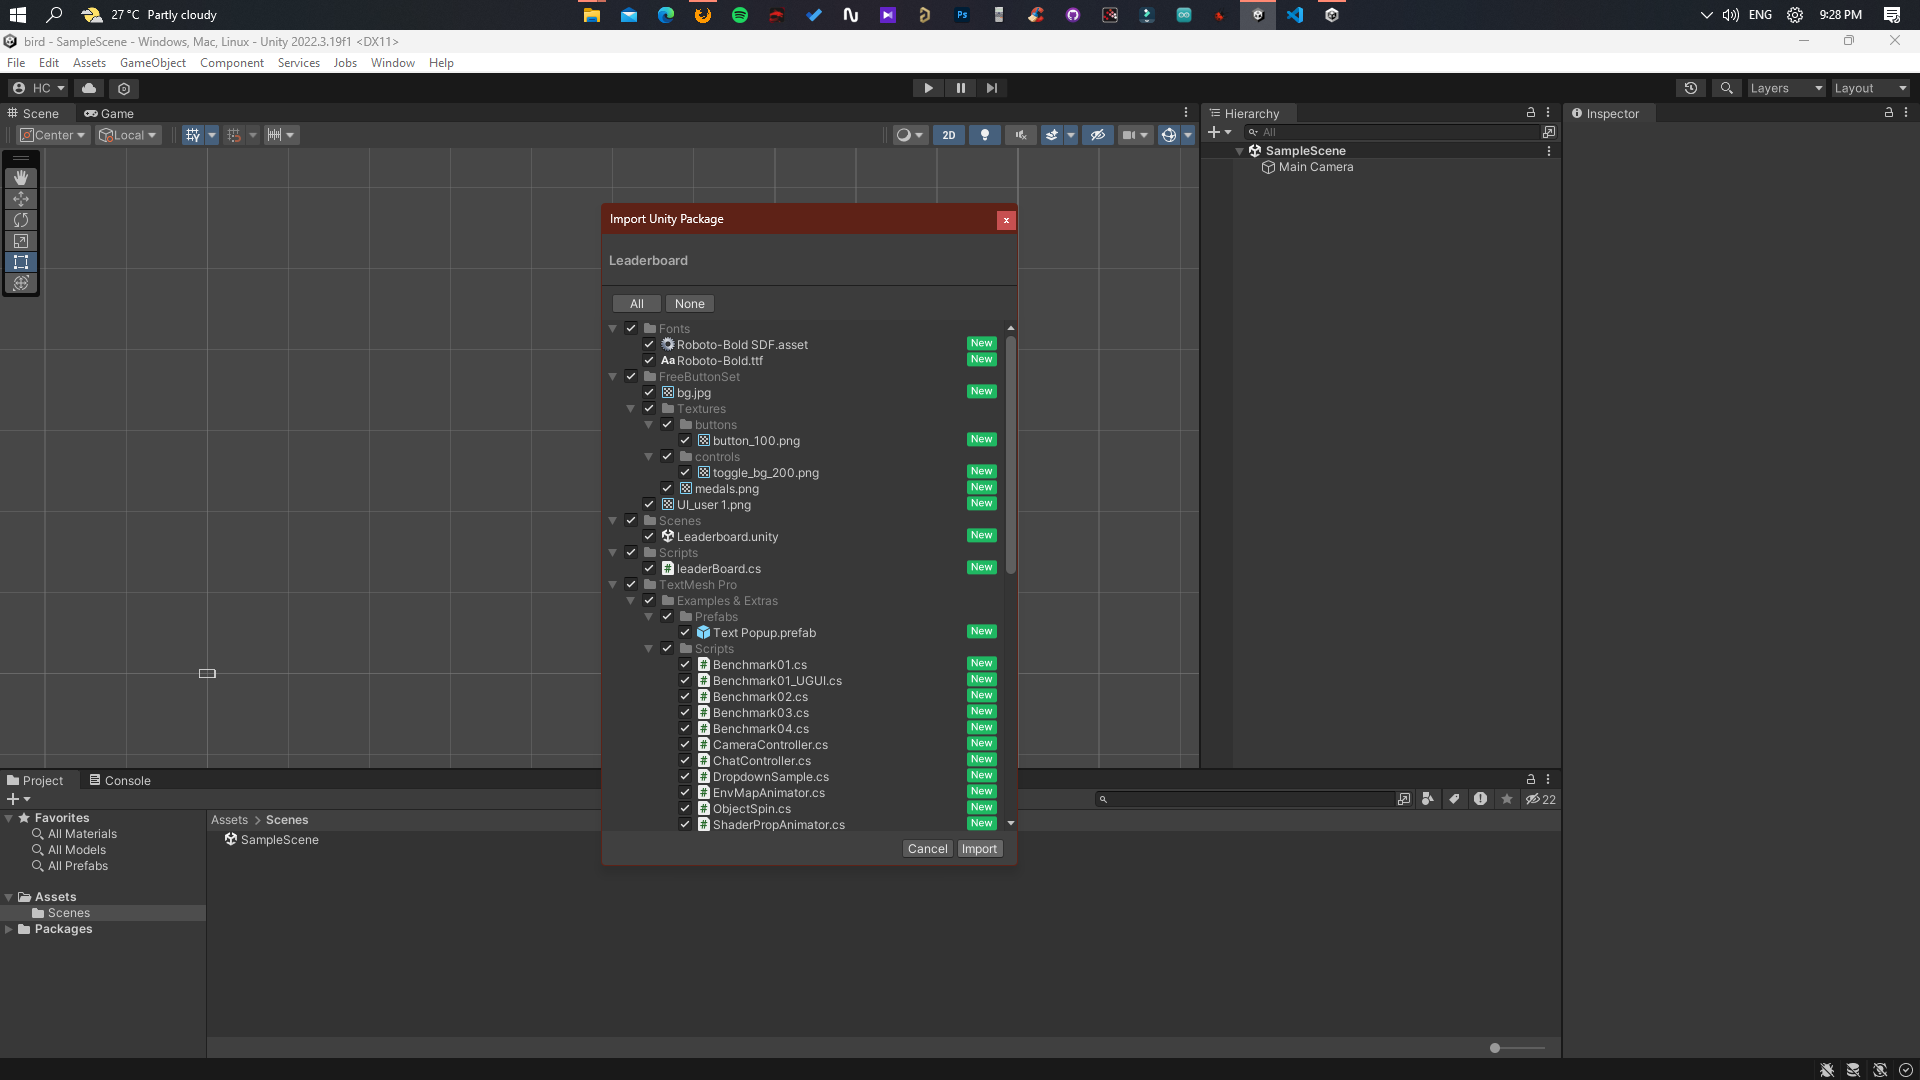 27 °C Partly cloudy
ENG
9:28 PM
bird - SampleScene - Windows, Mac, Linux - Unity 2022.3.19f1 <DX11>
File Edit Assets GameObject Component Services Jobs Window Help
HC
Layers
Layout
Scene
Game
Center
Local
2D
Hierarchy
All
SampleScene
Main Camera
Inspector
Import Unity Package
x
Leaderboard
All
None
Fonts
Roboto-Bold SDF.asset New
Aa Roboto-Bold.ttf New
FreeButtonSet
bg.jpg New
Textures
buttons
button_100.png New
controls
toggle_bg_200.png New
medals.png New
UI_user 1.png New
Scenes
Leaderboard.unity New
Scripts
leaderBoard.cs New
TextMesh Pro
Examples & Extras
Prefabs
Text Popup.prefab New
Scripts
Benchmark01.cs New
Benchmark01_UGUI.cs New
Benchmark02.cs New
Benchmark03.cs New
Benchmark04.cs New
CameraController.cs New
ChatController.cs New
DropdownSample.cs New
EnvMapAnimator.cs New
ObjectSpin.cs New
ShaderPropAnimator.cs New
Cancel
Import
Project
Console
22
Favorites
All Materials
All Models
All Prefabs
Assets
Scenes
Packages
Assets > Scenes
SampleScene